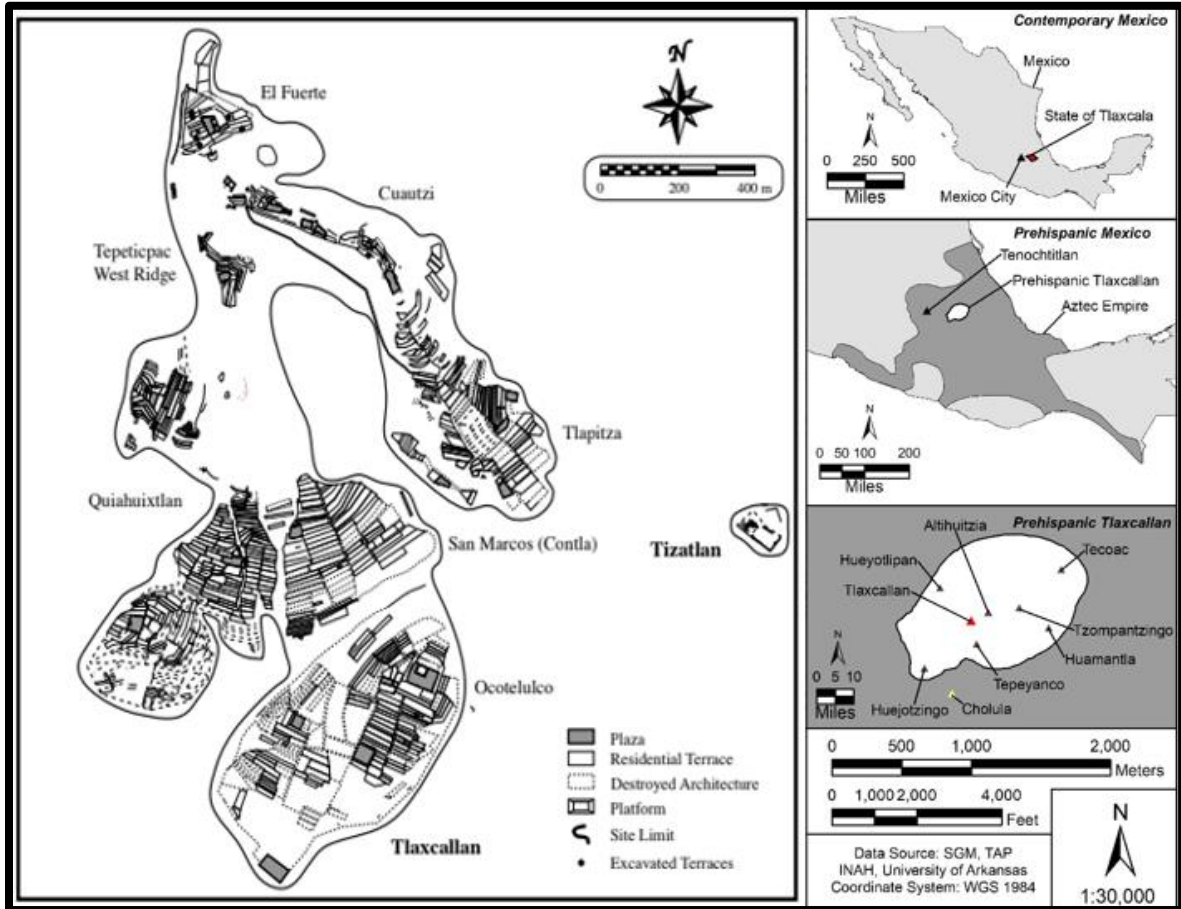 El Fuerte
N
0 200 400 m
Cuautzi
Tepeticpac
West Ridge
Tlapitza
Quiahuixtlan
San Marcos (Contla)
Tizatlan
Ocotelulco
Plaza
Residential Terrace
Destroyed Architecture
Platform
Site Limit
Excavated Terraces
Tlaxcallan
Contemporary Mexico
Mexico
State of Tlaxcala
N
0 250 500
Miles
Mexico City
Prehispanic Mexico
Tenochtitlan
Prehispanic Tlaxcallan
Aztec Empire
N
0 50 100 200
Miles
Prehispanic Tlaxcallan
Altihuitzia
Tecoac
Hueyotlipan
Tlaxcallan
Tzompantzingo
Huamantla
N
0 5 10
Miles
Tepeyanco
Huejotzingo
Cholula
0 500 1,000 2,000
Meters
0 1,000 2,000 4,000
Feet
Data Source: SGM, TAP
INAH, University of Arkansas
Coordinate System: WGS 1984
N
1:30,000